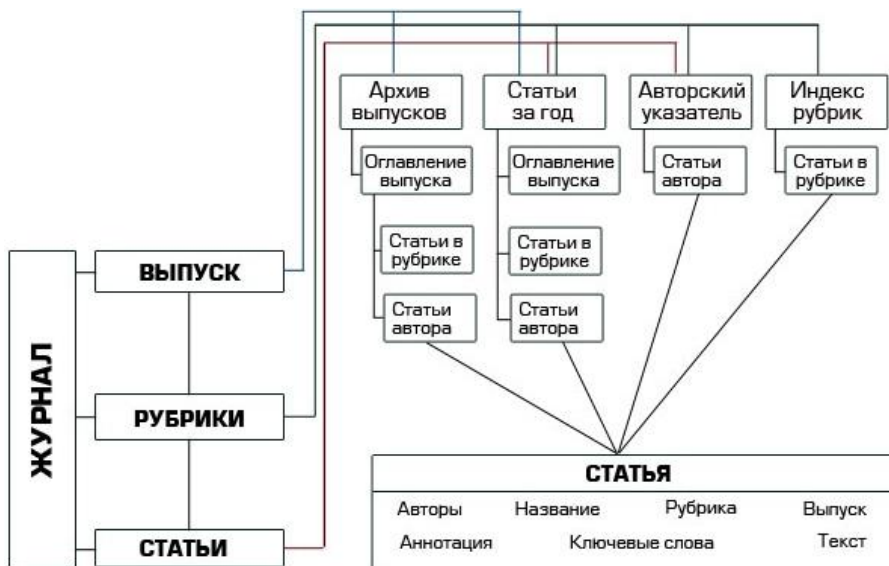 Архив
выпусков
Статьи
за год
Авторский
указатель
Индекс
рубрик
Оглавление
выпуска
Оглавление
выпуска
Статьи
автора
Статьи в
рубрике
Статьи в
рубрике
Статьи в
рубрике
Статьи
автора
Статьи
автора
ЖУРНАЛ
ВЫПУСК
РУБРИКИ
СТАТЬИ
СТАТЬЯ
Авторы Название Рубрика Выпуск
Аннотация Ключевые слова Текст